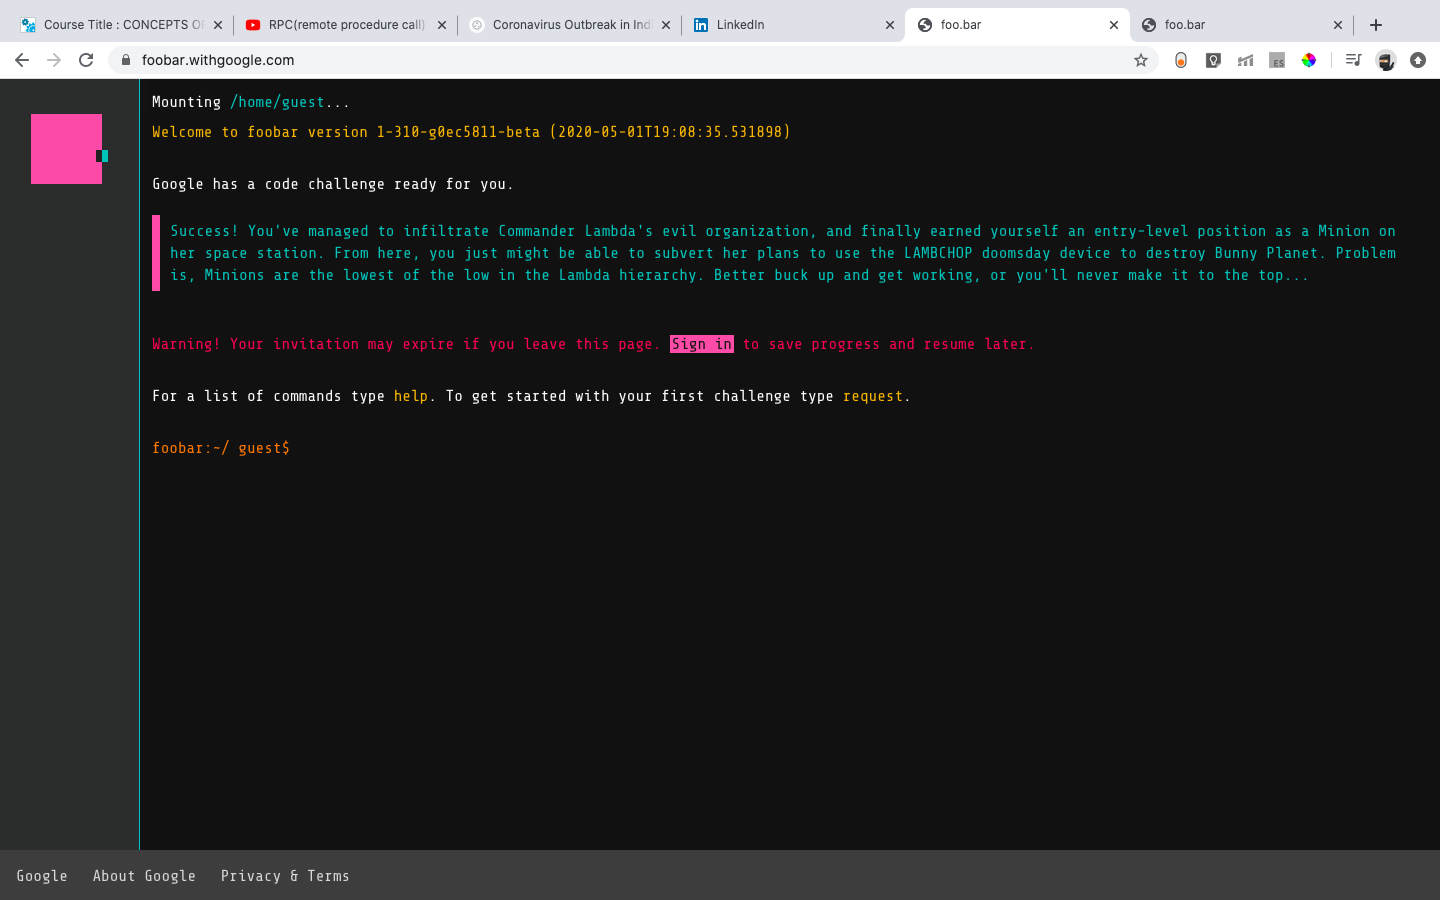 Course Title : CONCEPTS OF
RPC(remote procedure call)
Coronavirus Outbreak in Ind
LinkedIn
foo.bar
foo.bar
foobar.withgoogle.com
ES
Mounting /home/guest...
Welcome to foobar version 1-310-g0ec5811-beta (2020-05-01T19:08:35.531898)
Google has a code challenge ready for you.
Success! You've managed to infiltrate Commander Lambda's evil organization, and finally earned yourself an entry-level position as a Minion on
her space station. From here, you just might be able to subvert her plans to use the LAMBCHOP doomsday device to destroy Bunny Planet. Problem
is, Minions are the lowest of the low in the Lambda hierarchy. Better buck up and get working, or you'll never make it to the top...
Warning! Your invitation may expire if you leave this page. Sign in to save progress and resume later.
For a list of commands type help. To get started with your first challenge type request.
foobar:~/ guest$
Google About Google Privacy & Terms